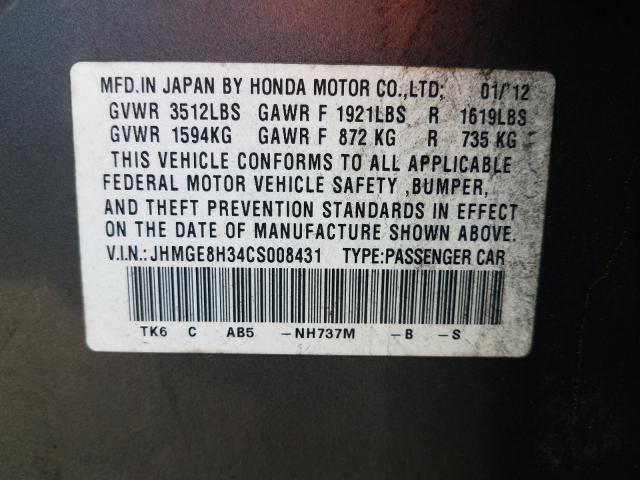 MFD.IN JAPAN BY HONDA MOTOR CO.,LTD; 01/'12
GVWR 3512LBS GAWR F 1921LBS R 1619LBS
GVWR 1594KG GAWR F 872 KG R 735 KG
THIS VEHICLE CONFORMS TO ALL APPLICABLE
FEDERAL MOTOR VEHICLE SAFETY ,BUMPER,
AND THEFT PREVENTION STANDARDS IN EFFECT
ON THE DATE OF MANUFACTURE SHOWN ABOVE.
V.I.N.:JHMGE8H34CS008431 TYPE:PASSENGER CAR
TK6 C AB5 -NH737M -B -S